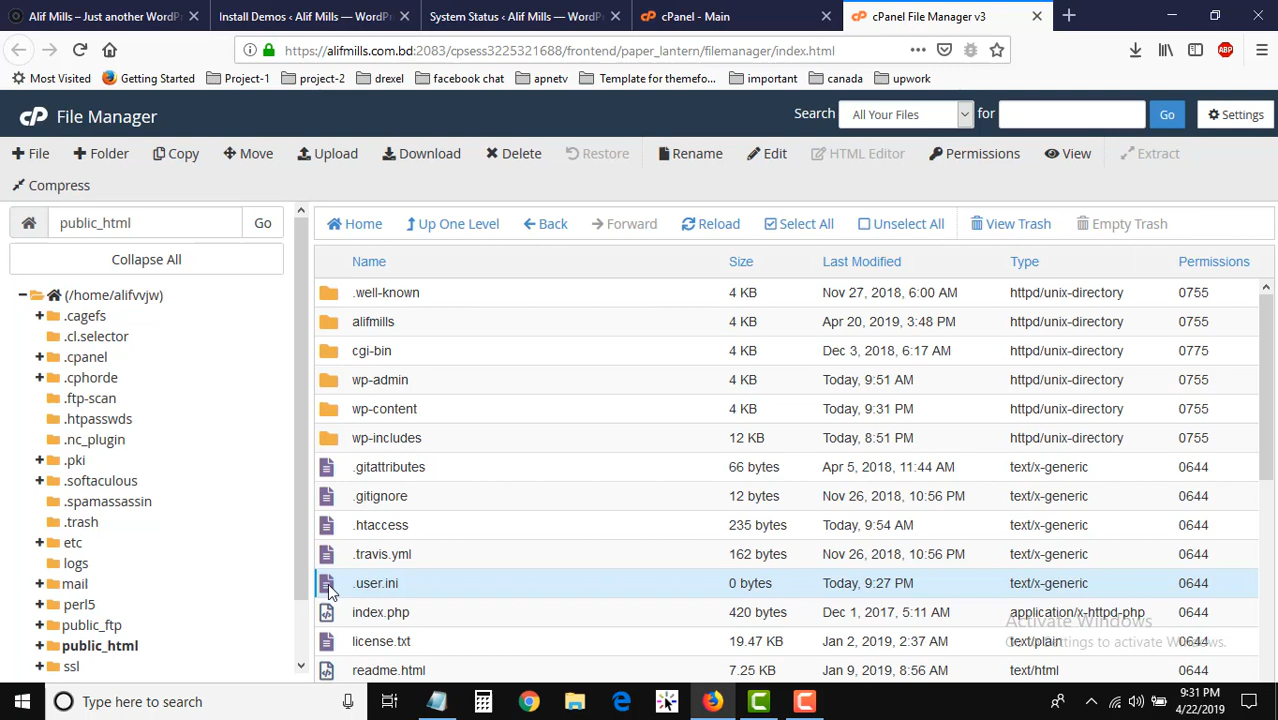 Alif Mills – Just another WordPr
Install Demos ‹ Alif Mills — WordPr
System Status ‹ Alif Mills — WordP
cPanel - Main
cPanel File Manager v3
https://alifmills.com.bd:2083/cpsess3225321688/frontend/paper_lantern/filemanager/index.html
Most Visited
Getting Started
Project-1
project-2
drexel
facebook chat
apnetv
Template for themefo...
important
canada
upwork
cP File Manager
Search
All Your Files
for
Go
Settings
File
Folder
Copy
Move
Upload
Download
Delete
Restore
Rename
Edit
HTML Editor
Permissions
View
Extract
Compress
public_html
Go
Home
Up One Level
Back
Forward
Reload
Select All
Unselect All
View Trash
Empty Trash
Collapse All
(/home/alifvvjw)
.cagefs
.cl.selector
.cpanel
.cphorde
.ftp-scan
.htpasswds
.nc_plugin
.pki
.softaculous
.spamassassin
.trash
etc
logs
mail
perl5
public_ftp
public_html
ssl
Name Size Last Modified Type Permissions
.well-known 4 KB Nov 27, 2018, 6:00 AM httpd/unix-directory 0755
alifmills 4 KB Apr 20, 2019, 3:48 PM httpd/unix-directory 0755
cgi-bin 4 KB Dec 3, 2018, 6:17 AM httpd/unix-directory 0775
wp-admin 4 KB Today, 9:51 AM httpd/unix-directory 0755
wp-content 4 KB Today, 9:31 PM httpd/unix-directory 0755
wp-includes 12 KB Today, 8:51 PM httpd/unix-directory 0755
.gitattributes 66 bytes Apr 5, 2018, 11:44 AM text/x-generic 0644
.gitignore 12 bytes Nov 26, 2018, 10:56 PM text/x-generic 0644
.htaccess 235 bytes Today, 9:54 AM text/x-generic 0644
.travis.yml 162 bytes Nov 26, 2018, 10:56 PM text/x-generic 0644
.user.ini 0 bytes Today, 9:27 PM text/x-generic 0644
index.php 420 bytes Dec 1, 2017, 5:11 AM application/x-httpd-php 0644
Activate Windows
license.txt 19.47 KB Jan 2, 2019, 2:37 AM text/plain 0644
Settings to activate Windows.
readme.html 7.25 KB Jan 9, 2019, 8:56 AM text/html 0644
Type here to search
9:31 PM
4/22/2019
ABP